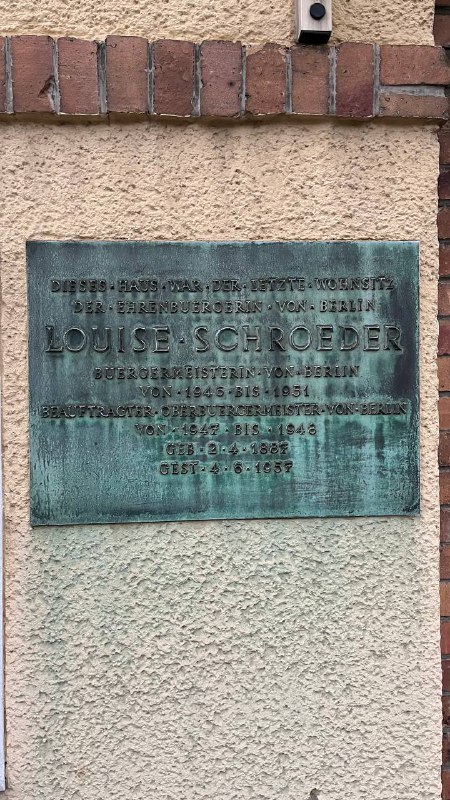 DIESES·HAUS·WAR·DER·LETZTE·WOHNSITZ
DER·EHRENBUERGERIN·VON·BERLIN
LOUISE·SCHROEDER
BUERGERMEISTERIN·VON·BERLIN
VON·1946·BIS·1951
BEAUFTRAGTER·OBERBUERGERMEISTER·VON·BERLIN
VON·1947·BIS·1948
GEB·2·4·1887
GEST·4·6·1957